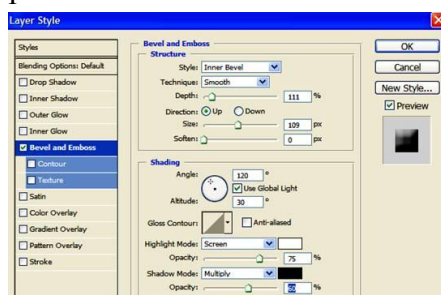 Layer Style
Styles
Blending Options: Default
Drop Shadow
Inner Shadow
Outer Glow
Inner Glow
Bevel and Emboss
Contour
Texture
Satin
Color Overlay
Gradient Overlay
Pattern Overlay
Stroke
Bevel and Emboss
Structure
Style: Inner Bevel
Technique: Smooth
Depth: 111 %
Direction: Up Down
Size: 109 px
Soften: 0 px
Shading
Angle: 120 °
Use Global Light
Altitude: 30 °
Gloss Contour: Anti-aliased
Highlight Mode: Screen
Opacity: 75 %
Shadow Mode: Multiply
Opacity: %
OK
Cancel
New Style...
Preview